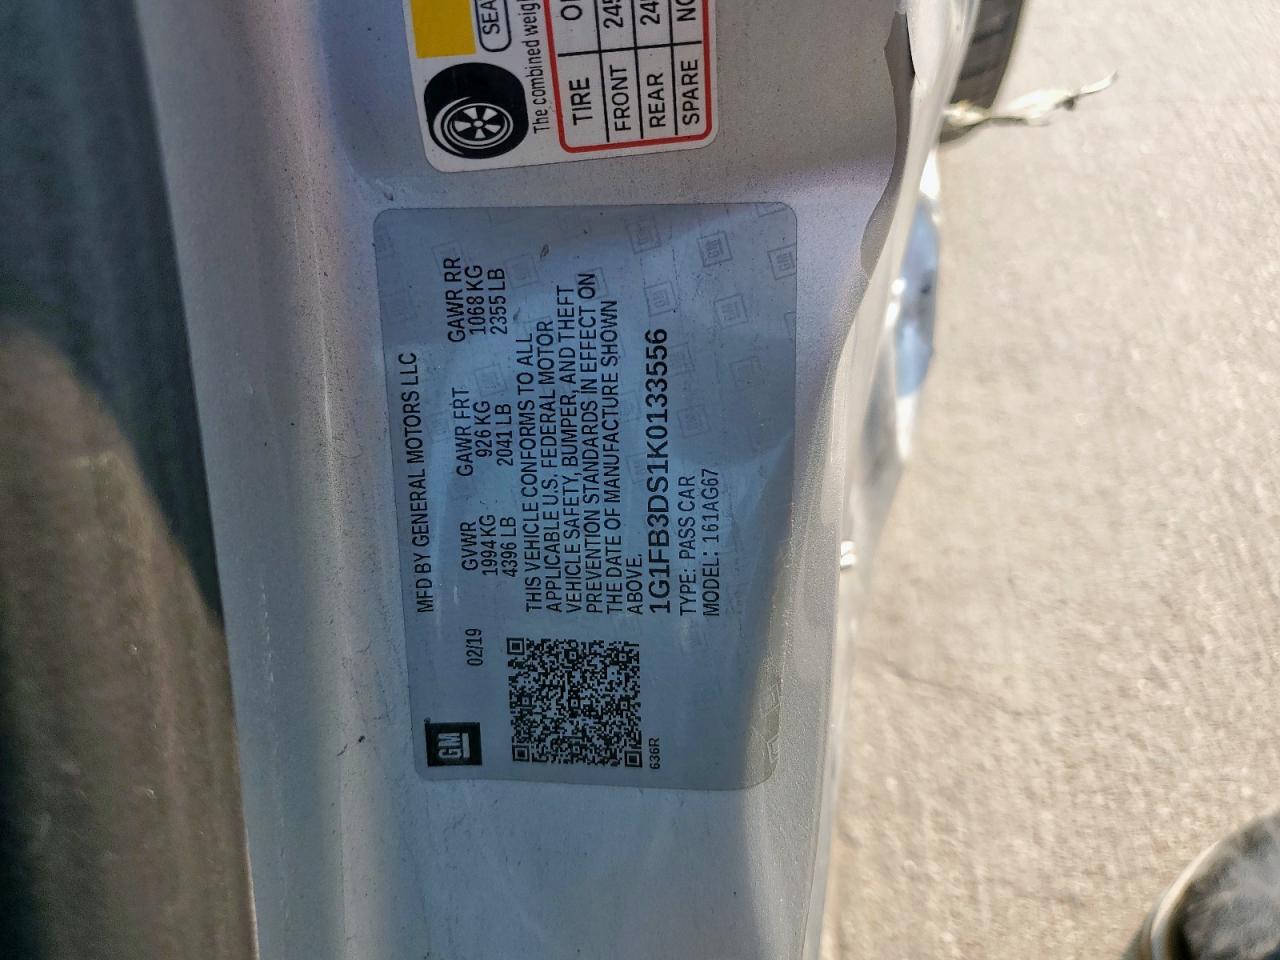 MFD BY GENERAL MOTORS LLC
02/19
GVWR GAWR FRT GAWR RR
1994KG 926 KG 1068 KG
4396 LB 2041 LB 2355 LB
THIS VEHICLE CONFORMS TO ALL
APPLICABLE U.S. FEDERAL MOTOR
VEHICLE SAFETY, BUMPER, AND THEFT
PREVENTION STANDARDS IN EFFECT ON
THE DATE OF MANUFACTURE SHOWN
ABOVE.
1G1FB3DS1K0133556
TYPE: PASS CAR
MODEL: 161AG67
GM
636R
The combined
TIRE
FRONT
REAR
SPARE